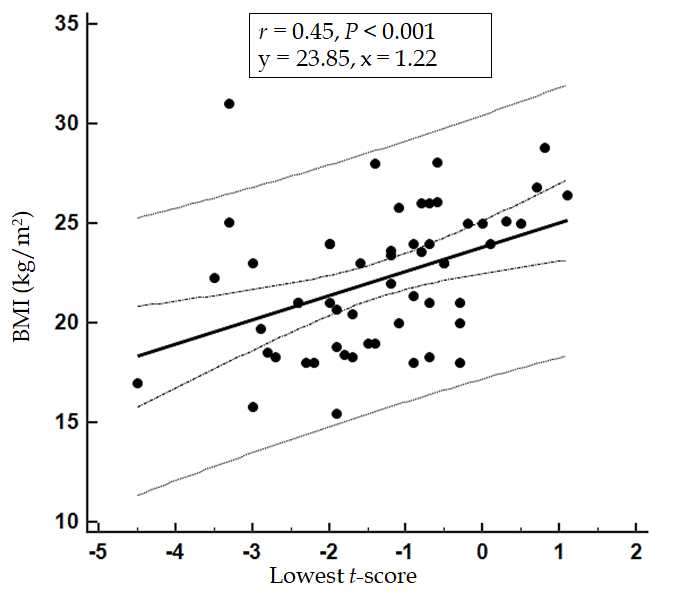 r = 0.45, P < 0.001
y = 23.85, x = 1.22
35
30
25
20
15
10
BMI (kg/m²)
-5 -4 -3 -2 -1 0 1 2
Lowest t-score